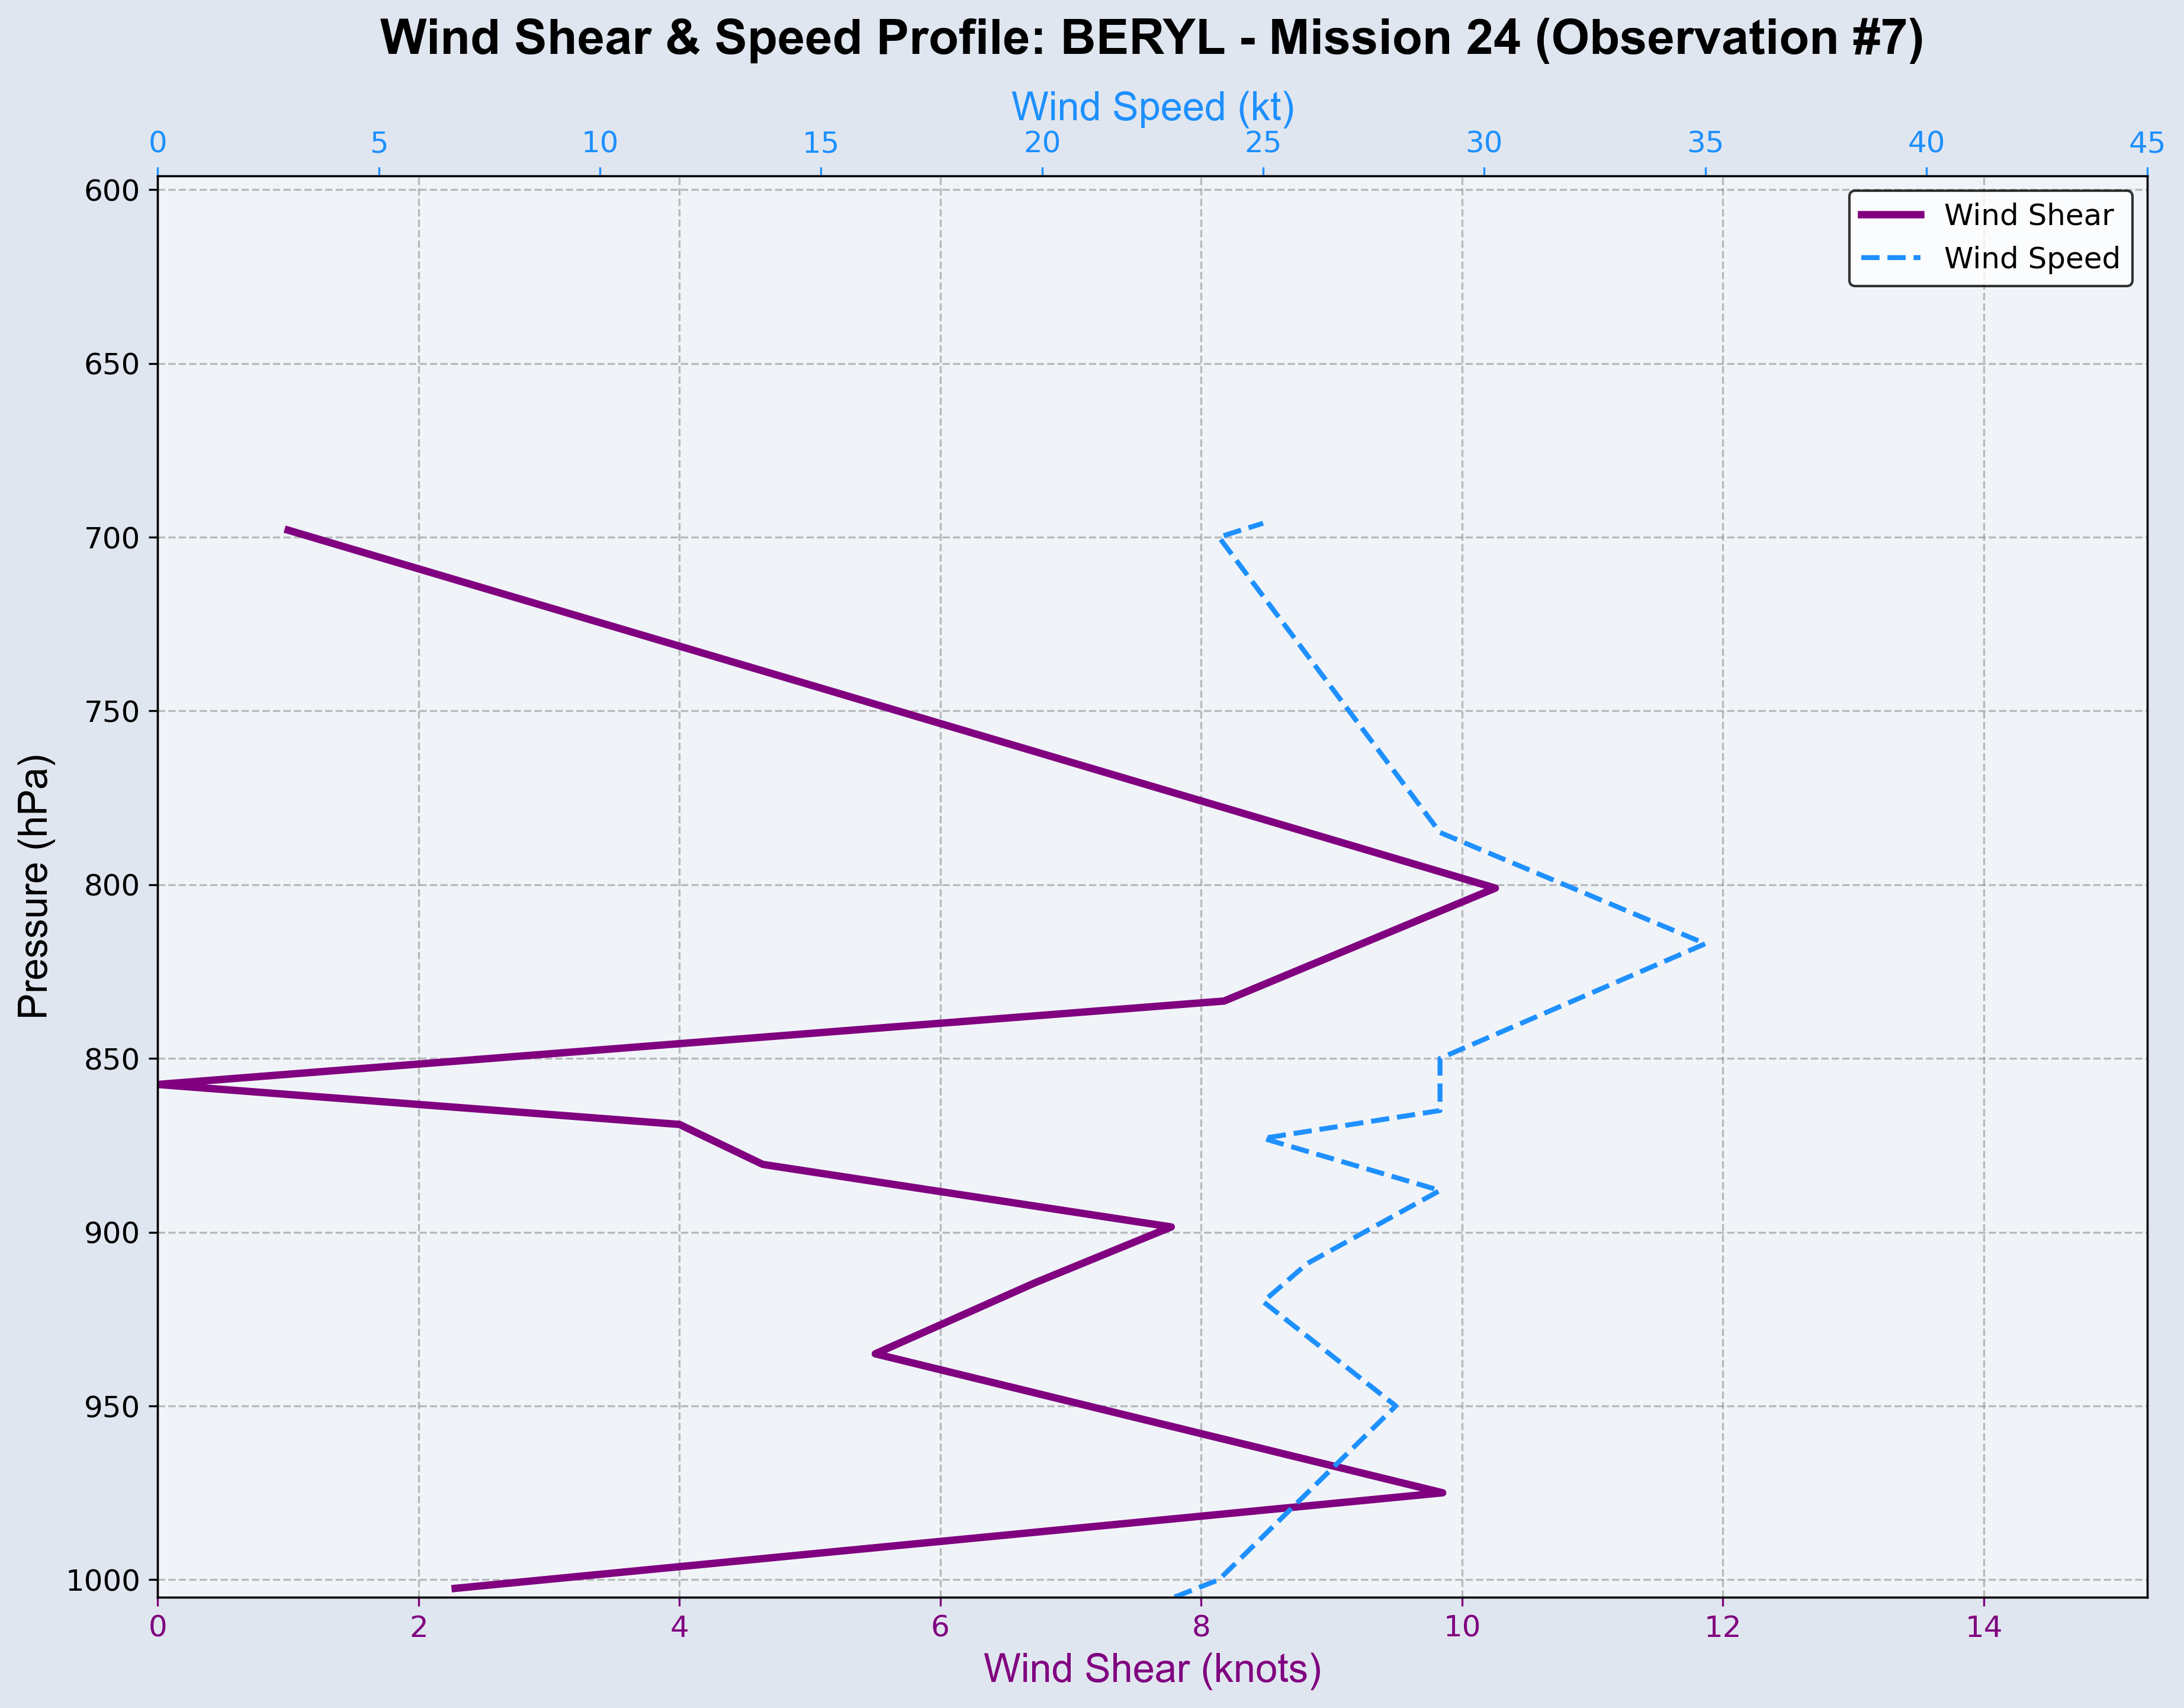 Wind Shear & Speed Profile: BERYL - Mission 24 (Observation #7)
Wind Speed (kt)
0 5 10 15 20 25 30 35 40 45
Wind Shear
Wind Speed
600
650
700
750
800
850
900
950
1000
Pressure (hPa)
0 2 4 6 8 10 12 14
Wind Shear (knots)